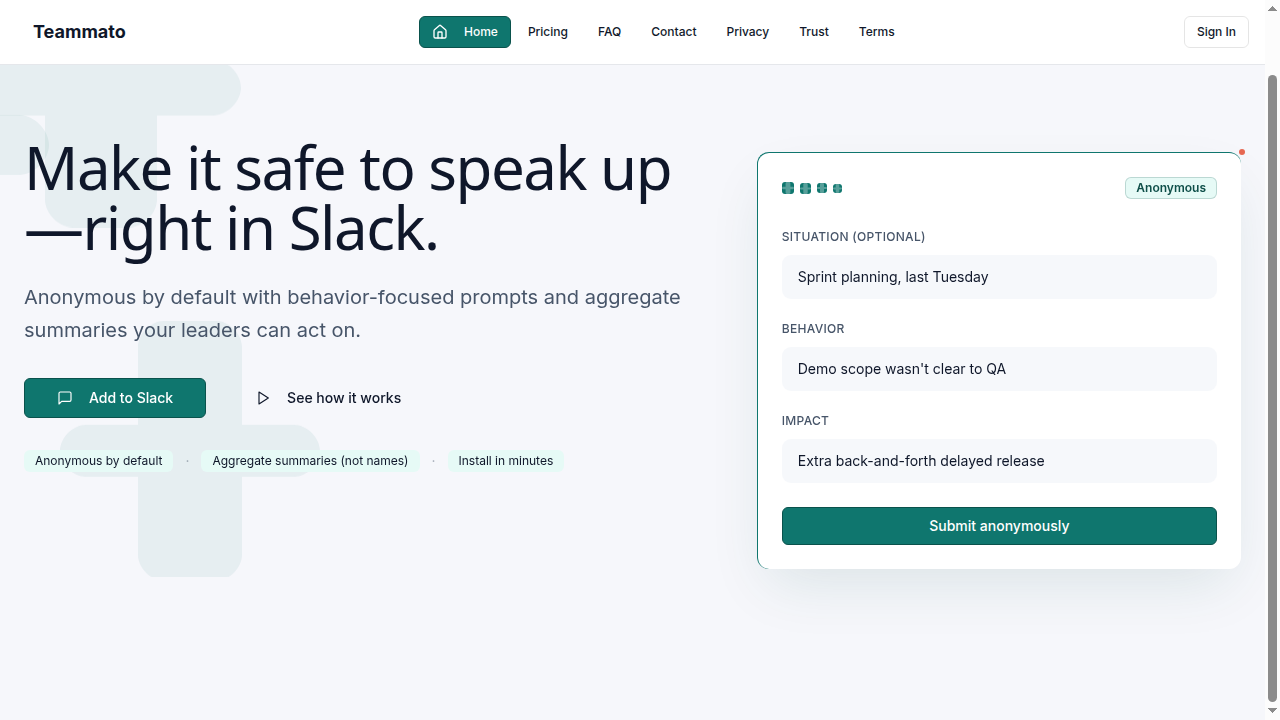 Teammato
Home
Pricing
FAQ
Contact
Privacy
Trust
Terms
Sign In
Make it safe to speak up
—right in Slack.
Anonymous by default with behavior-focused prompts and aggregate
summaries your leaders can act on.
Add to Slack
See how it works
Anonymous by default · Aggregate summaries (not names) · Install in minutes
Anonymous
SITUATION (OPTIONAL)
Sprint planning, last Tuesday
BEHAVIOR
Demo scope wasn't clear to QA
IMPACT
Extra back-and-forth delayed release
Submit anonymously